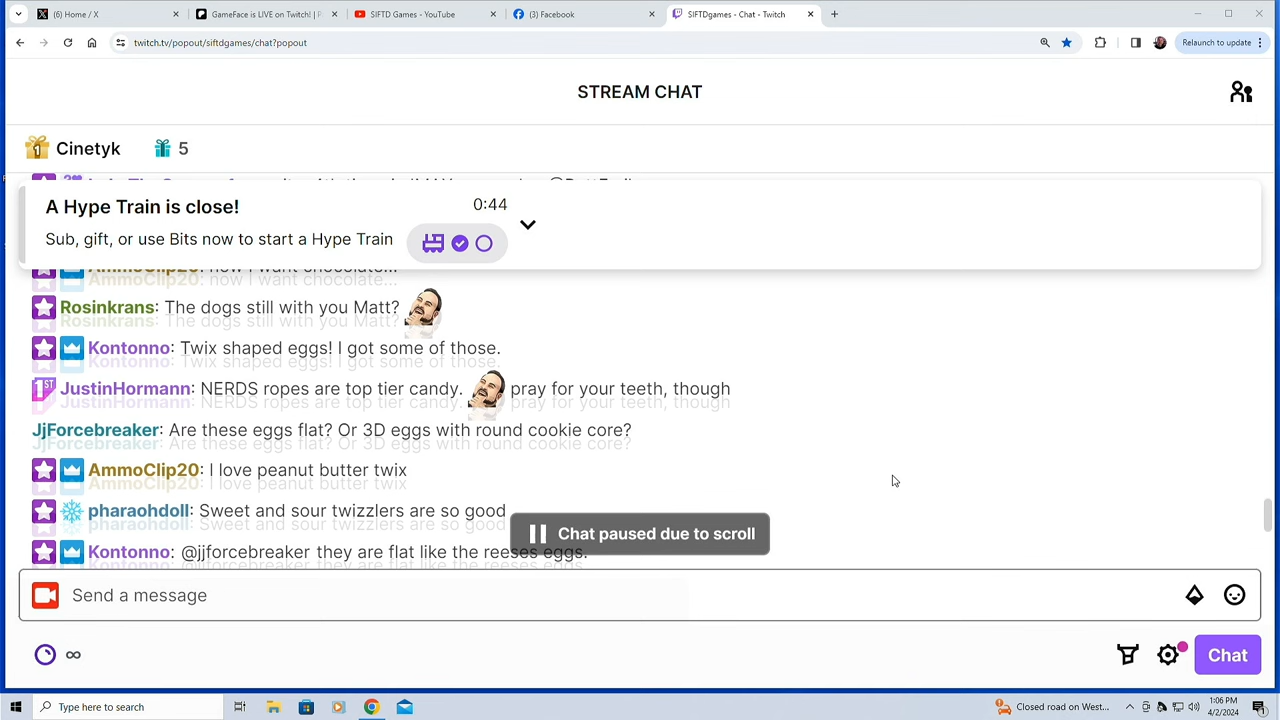 (6) Home / X
GameFace is LIVE on Twitch! | P
SIFTD Games - YouTube
(3) Facebook
SIFTDgames - Chat - Twitch
twitch.tv/popout/siftdgames/chat?popout
Relaunch to update
STREAM CHAT
1 Cinetyk 5
A Hype Train is close! 0:44
Sub, gift, or use Bits now to start a Hype Train
AmmoClip20: now I want chocolate...
Rosinkrans: The dogs still with you Matt?
Kontonno: Twix shaped eggs! I got some of those.
1ST JustinHormann: NERDS ropes are top tier candy. pray for your teeth, though
JjForcebreaker: Are these eggs flat? Or 3D eggs with round cookie core?
AmmoClip20: I love peanut butter twix
pharaohdoll: Sweet and sour twizzlers are so good
Chat paused due to scroll
Kontonno: @jjforcebreaker they are flat like the reeses eggs.
Send a message
∞
Chat
Type here to search
Closed road on West...
1:06 PM
4/2/2024